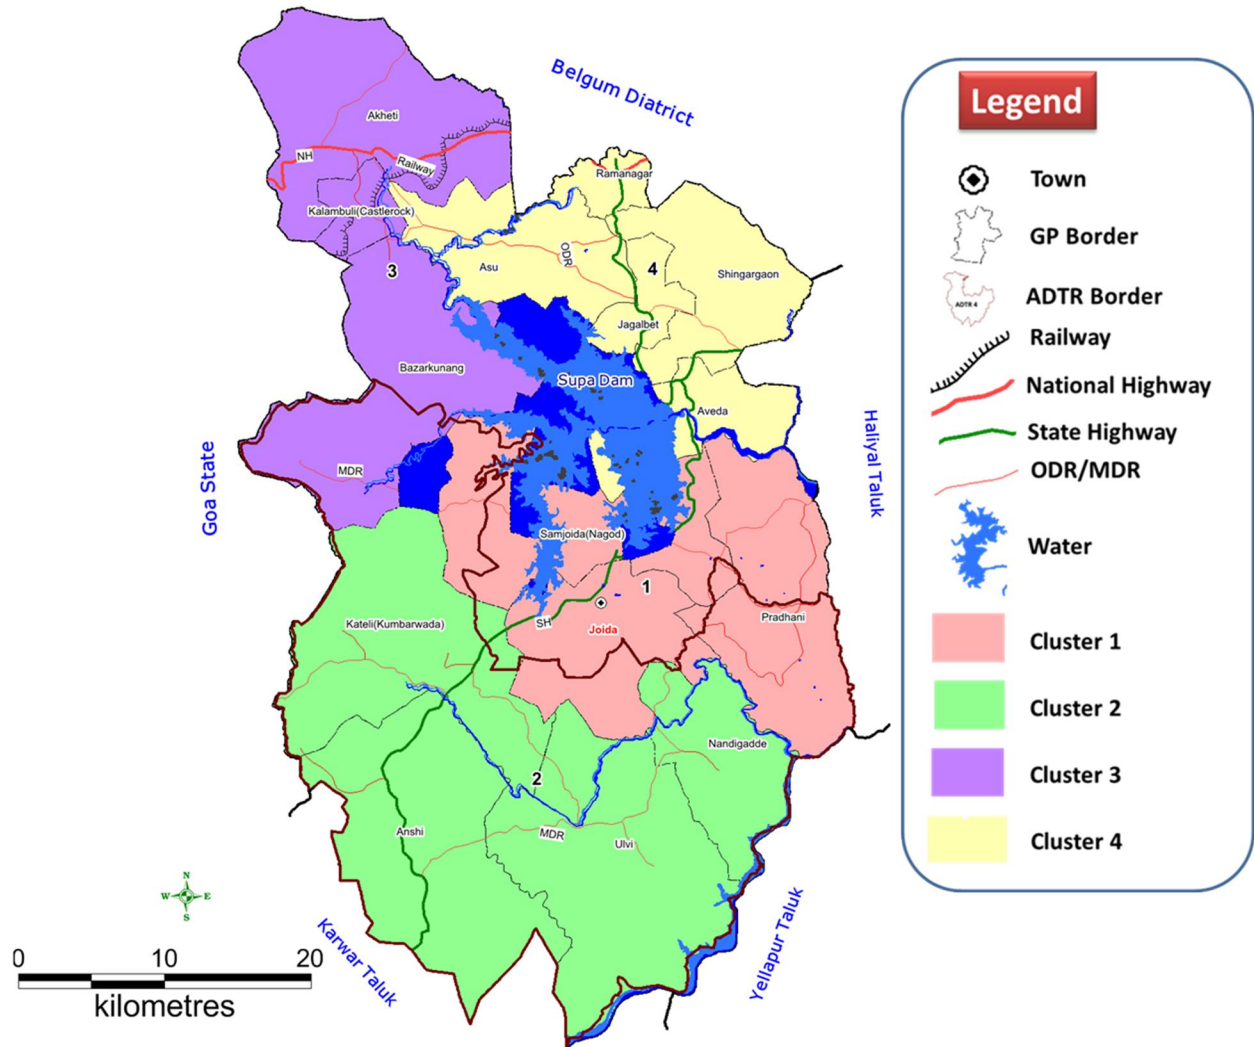 Belgum Diatrict
Legend
Akheti
NH
Railway
Ramanagar
Town
Kalambuli(Castlerock)
GP Border
3
Asu
ODR
4
Shingargaon
ADTR 4
ADTR Border
Jagalbet
Railway
Bazarkunang
Supa Dam
National Highway
Aveda
Haliyal Taluk
State Highway
Goa State
MDR
ODR/MDR
Samjoida(Nagod)
Water
1
Kateli(Kumbarwada)
SH
Joida
Pradhani
Cluster 1
Cluster 2
Nandigadde
2
Cluster 3
Anshi
MDR
Ulvi
Cluster 4
N
W E
S
Karwar Taluk
Yellapur Taluk
0 10 20
kilometres